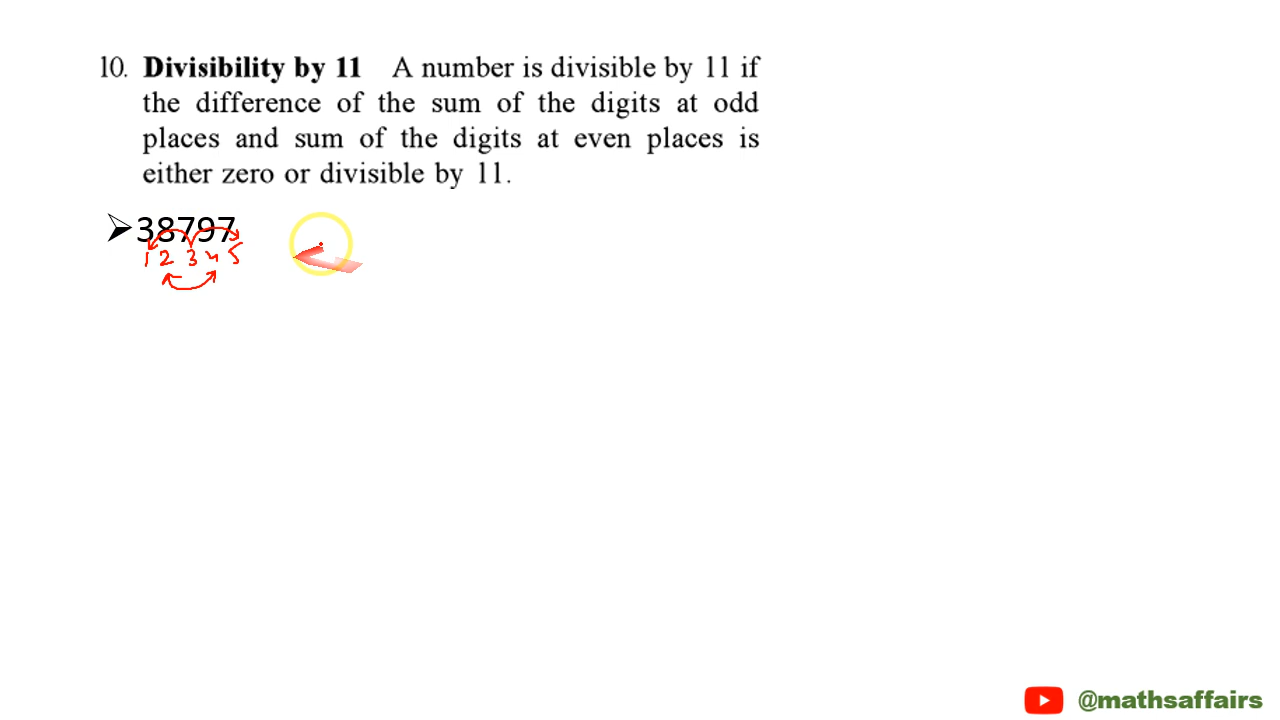 10. Divisibility by 11 A number is divisible by 11 if
the difference of the sum of the digits at odd
places and sum of the digits at even places is
either zero or divisible by 11.
➢38797
1 2 3 4 5
@mathsaffairs